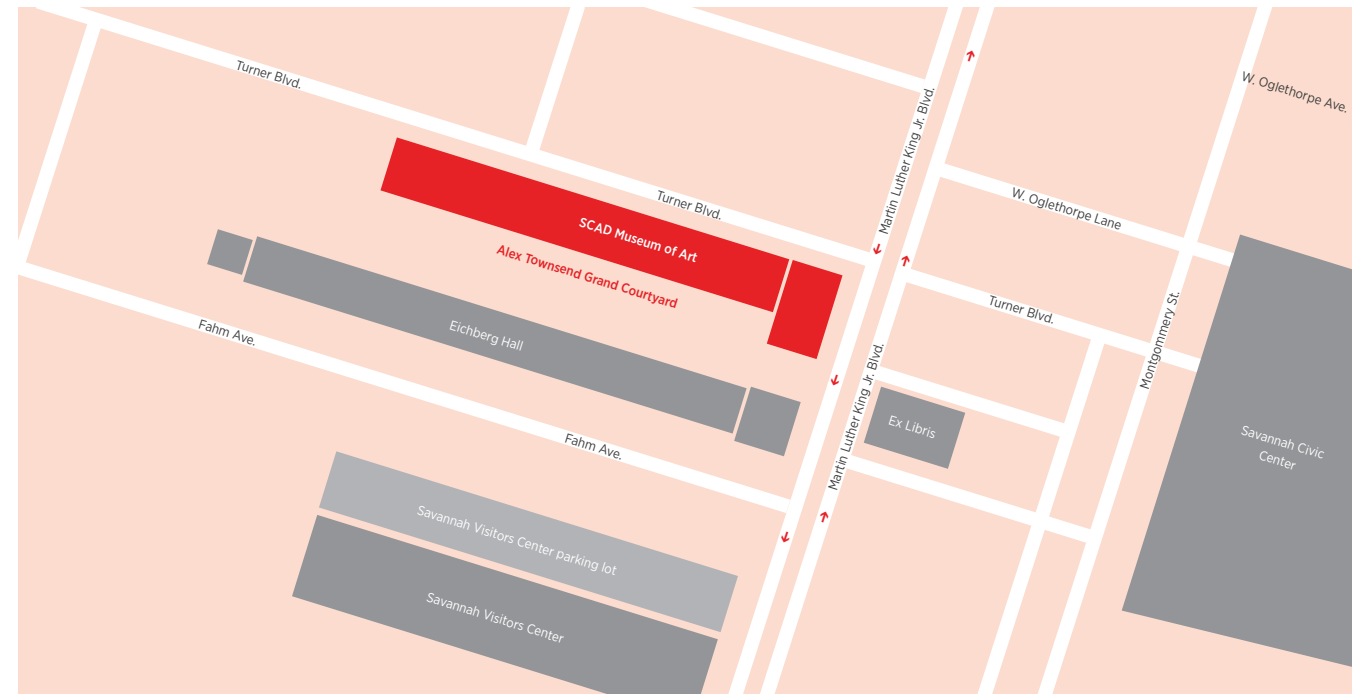 Turner Blvd.
W. Oglethorpe Ave.
Martin Luther King Jr. Blvd.
Turner Blvd.
W. Oglethorpe Lane
SCAD Museum of Art
Alex Townsend Grand Courtyard
Turner Blvd.
Fahm Ave.
Eichberg Hall
Montgommery St.
Martin Luther King Jr. Blvd.
Ex Libris
Fahm Ave.
Savannah Civic
Center
Savannah Visitors Center parking lot
Savannah Visitors Center